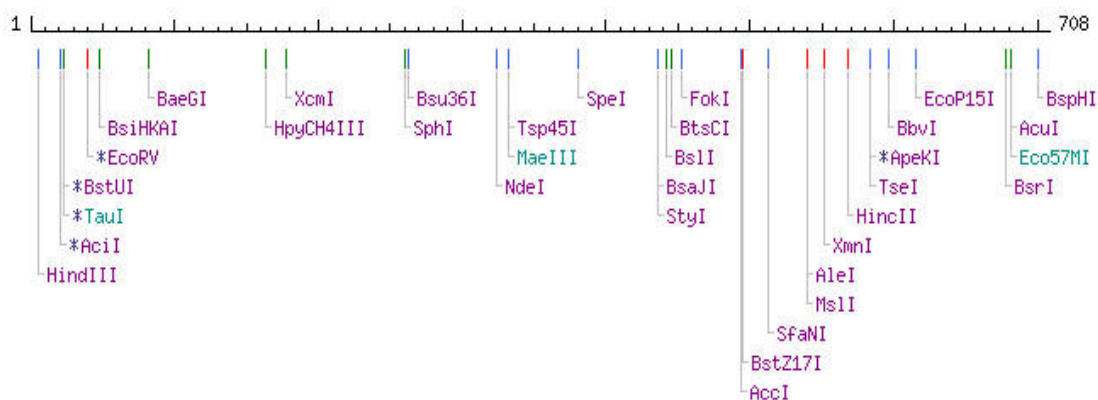 1 708
BaeGI XcmI Bsu36I SpeI FokI EcoP15I BspHI
BsiHKAI HpyCH4III SphI Tsp45I BtsCI BbvI AcuI
*EcoRV MaeIII BslI *ApeKI Eco57MI
*BstUI NdeI BsaJI TseI BsrI
*TauI StyI HincII
*AciI XmnI
HindIII AleI
MslI
SfaNI
BstZ17I
AccI